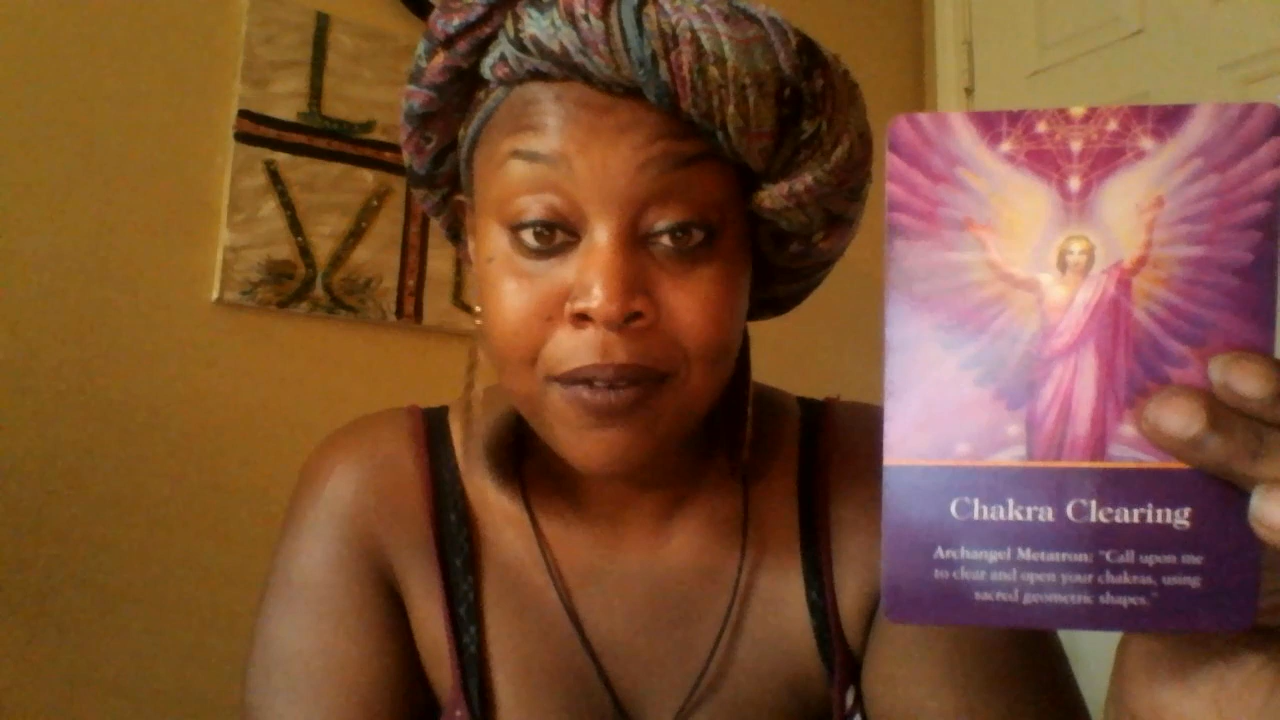 Chakra Clearing
Archangel Metatron: "Call upon me
to clear and open your chakras, using
sacred geometric shapes."